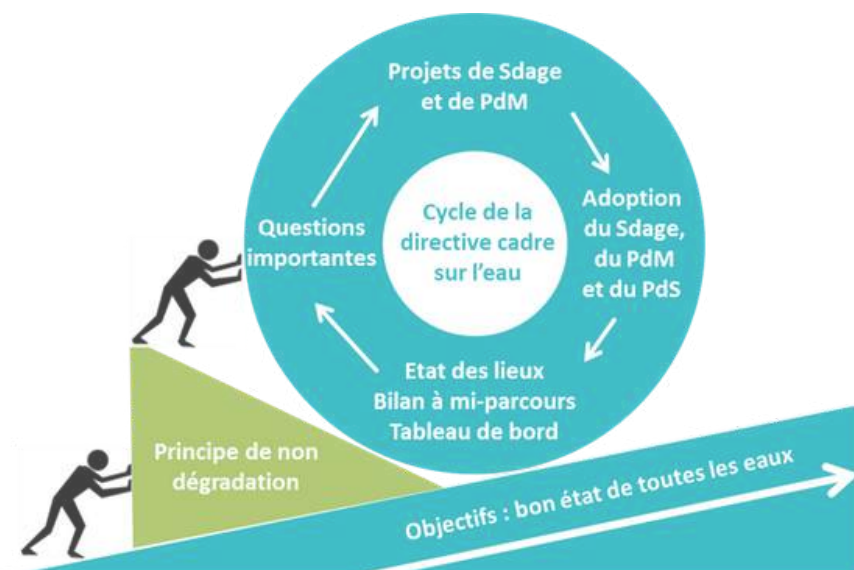 Projets de Sdage
et de PdM
Adoption
du Sdage,
du PdM
et du PdS
Etat des lieux
Bilan à mi-parcours
Tableau de bord
Questions
importantes
Cycle de la
directive cadre
sur l'eau
Principe de non
dégradation
Objectifs : bon état de toutes les eaux